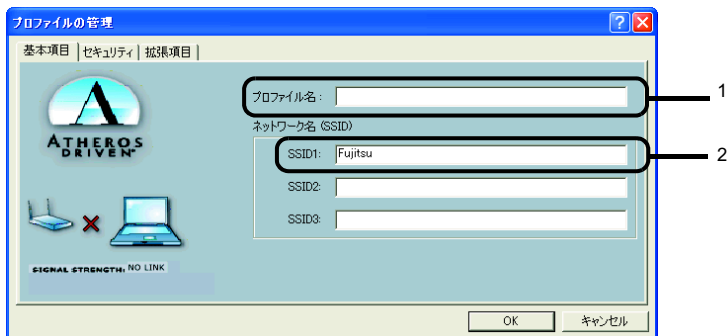 プロファイルの管理
基本項目 セキュリティ 拡張項目
プロファイル名:
1
ネットワーク名 (SSID)
SSID1: Fujitsu
2
SSID2:
SSID3:
ATHEROS
DRIVEN
SIGNAL STRENGTH: NO LINK
OK キャンセル